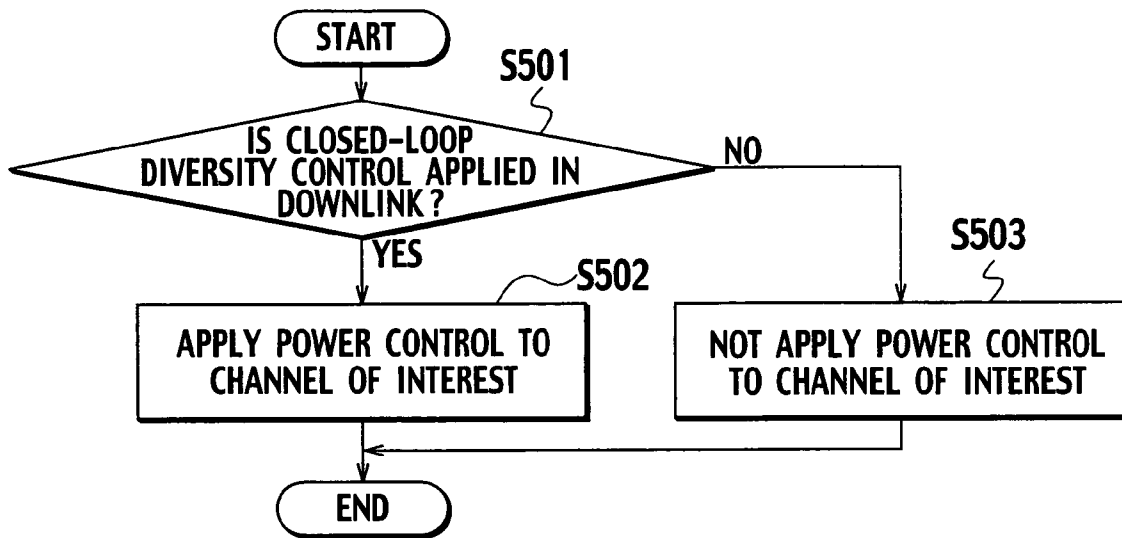 START
S501
IS CLOSED-LOOP
DIVERSITY CONTROL APPLIED IN
DOWNLINK?
NO
YES
S502
S503
APPLY POWER CONTROL TO
CHANNEL OF INTEREST
NOT APPLY POWER CONTROL
TO CHANNEL OF INTEREST
END